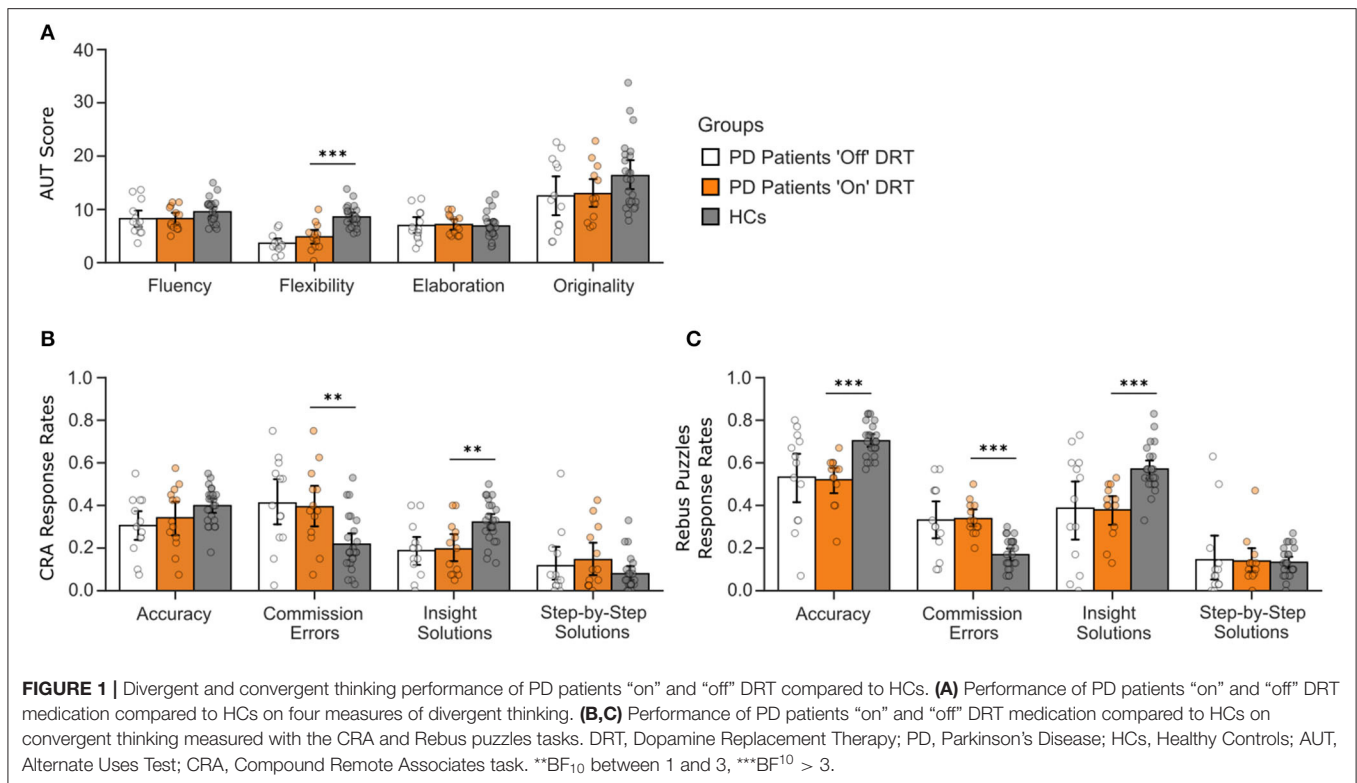 A
40
30
20
10
0
AUT Score
***
Fluency
Flexibility
Elaboration
Originality
Groups
PD Patients 'Off' DRT
PD Patients 'On' DRT
HCs
B
1.0
0.8
0.6
0.4
0.2
0.0
CRA Response Rates
**
**
Accuracy
Commission
Errors
Insight
Solutions
Step-by-Step
Solutions
C
1.0
0.8
0.6
0.4
0.2
0.0
Rebus Puzzles
Response Rates
***
***
***
Accuracy
Commission
Errors
Insight
Solutions
Step-by-Step
Solutions
FIGURE 1 | Divergent and convergent thinking performance of PD patients “on” and “off” DRT compared to HCs. (A) Performance of PD patients “on” and “off” DRT
medication compared to HCs on four measures of divergent thinking. (B,C) Performance of PD patients “on” and “off” DRT medication compared to HCs on
convergent thinking measured with the CRA and Rebus puzzles tasks. DRT, Dopamine Replacement Therapy; PD, Parkinson’s Disease; HCs, Healthy Controls; AUT,
Alternate Uses Test; CRA, Compound Remote Associates task. **BF₁₀ between 1 and 3, ***BF¹⁰ > 3.